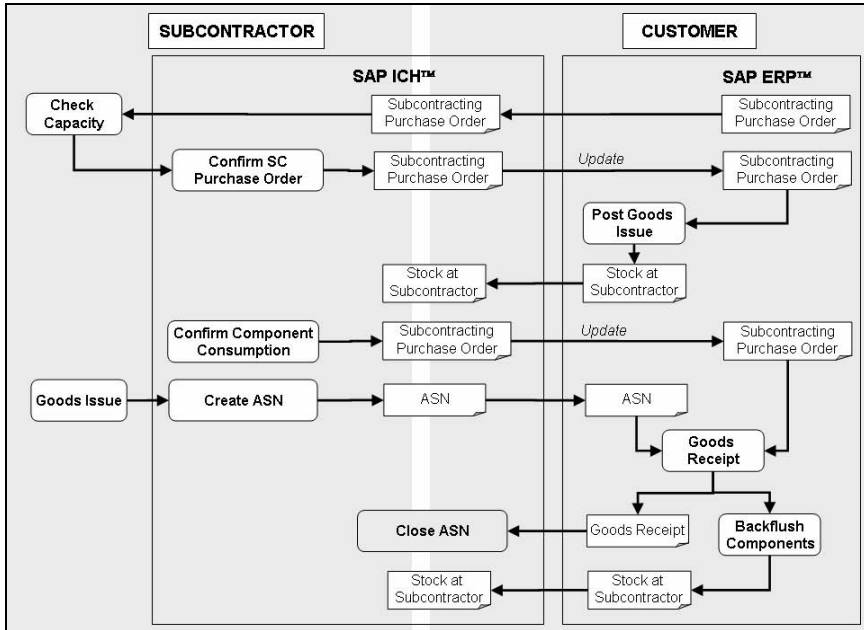 SUBCONTRACTOR
CUSTOMER
SAP ICH™
SAP ERP™
Check
Capacity
Subcontracting
Purchase Order
Subcontracting
Purchase Order
Confirm SC
Purchase Order
Subcontracting
Purchase Order
Update
Subcontracting
Purchase Order
Post Goods
Issue
Stock at
Subcontractor
Stock at
Subcontractor
Confirm Component
Consumption
Subcontracting
Purchase Order
Update
Subcontracting
Purchase Order
Goods Issue
Create ASN
ASN
ASN
Goods
Receipt
Close ASN
Goods Receipt
Backflush
Components
Stock at
Subcontractor
Stock at
Subcontractor